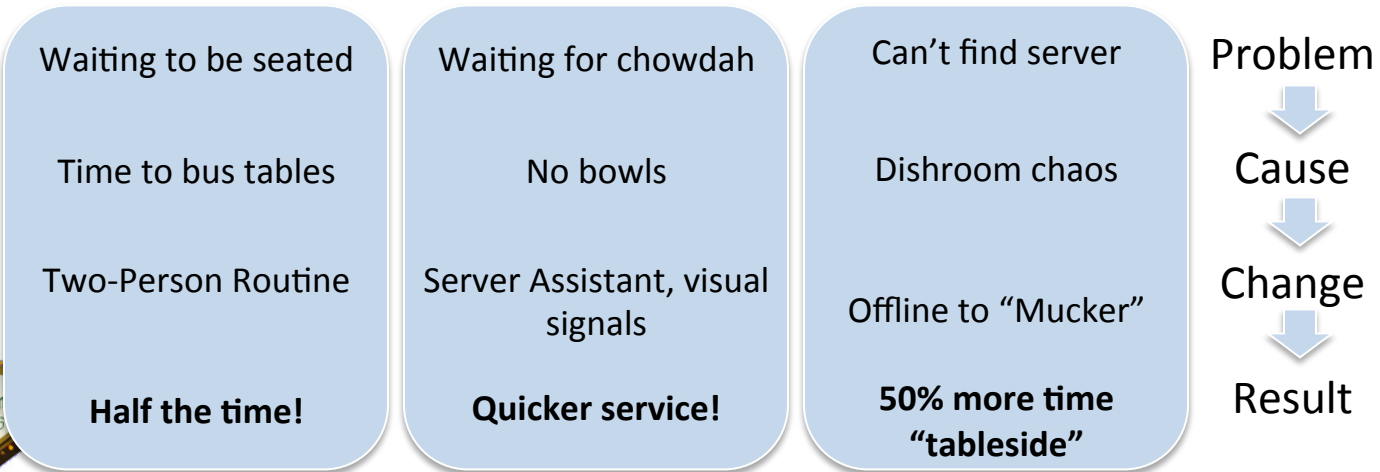 Waiting to be seated
Time to bus tables
Two-Person Routine
Half the time!
Waiting for chowdah
No bowls
Server Assistant, visual
signals
Quicker service!
Can’t find server
Dishroom chaos
Offline to “Mucker”
50% more time
“tableside”
Problem
Cause
Change
Result